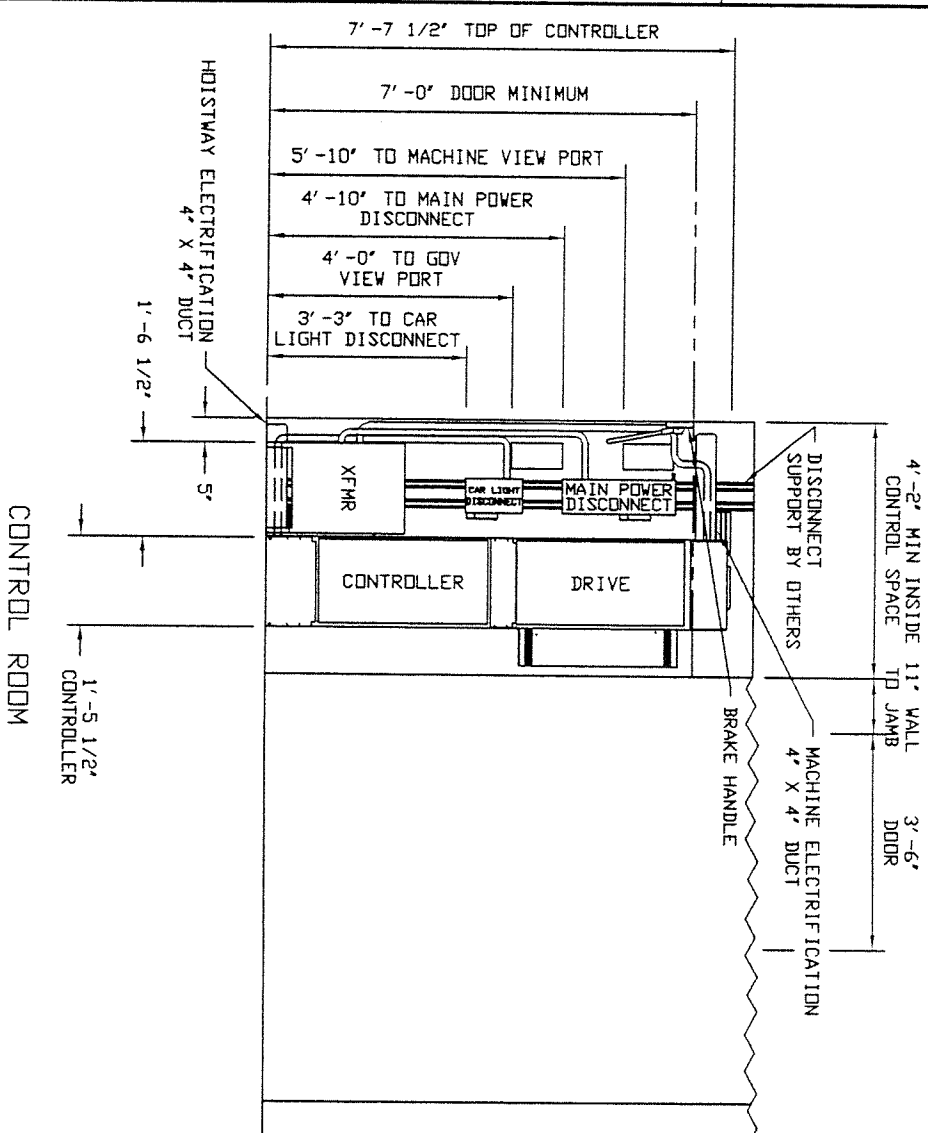 7'-7 1/2" TOP OF CONTROLLER
7'-0" DOOR MINIMUM
5'-10" TO MACHINE VIEW PORT
4'-10" TO MAIN POWER
DISCONNECT
4'-0" TO GOV
VIEW PORT
3'-3" TO CAR
LIGHT DISCONNECT
HOISTWAY ELECTRIFICATION
4" X 4" DUCT
1'-6 1/2"
5"
XFMR
CAR LIGHT
DISCONNECT
MAIN POWER
DISCONNECT
CONTROLLER
DRIVE
DISCONNECT
SUPPORT BY OTHERS
4'-2" MIN INSIDE
CONTROL SPACE
11" WALL
TO JAMB
3'-6"
DOOR
MACHINE ELECTRIFICATION
4" X 4" DUCT
BRAKE HANDLE
1'-5 1/2"
CONTROLLER
CONTROL ROOM